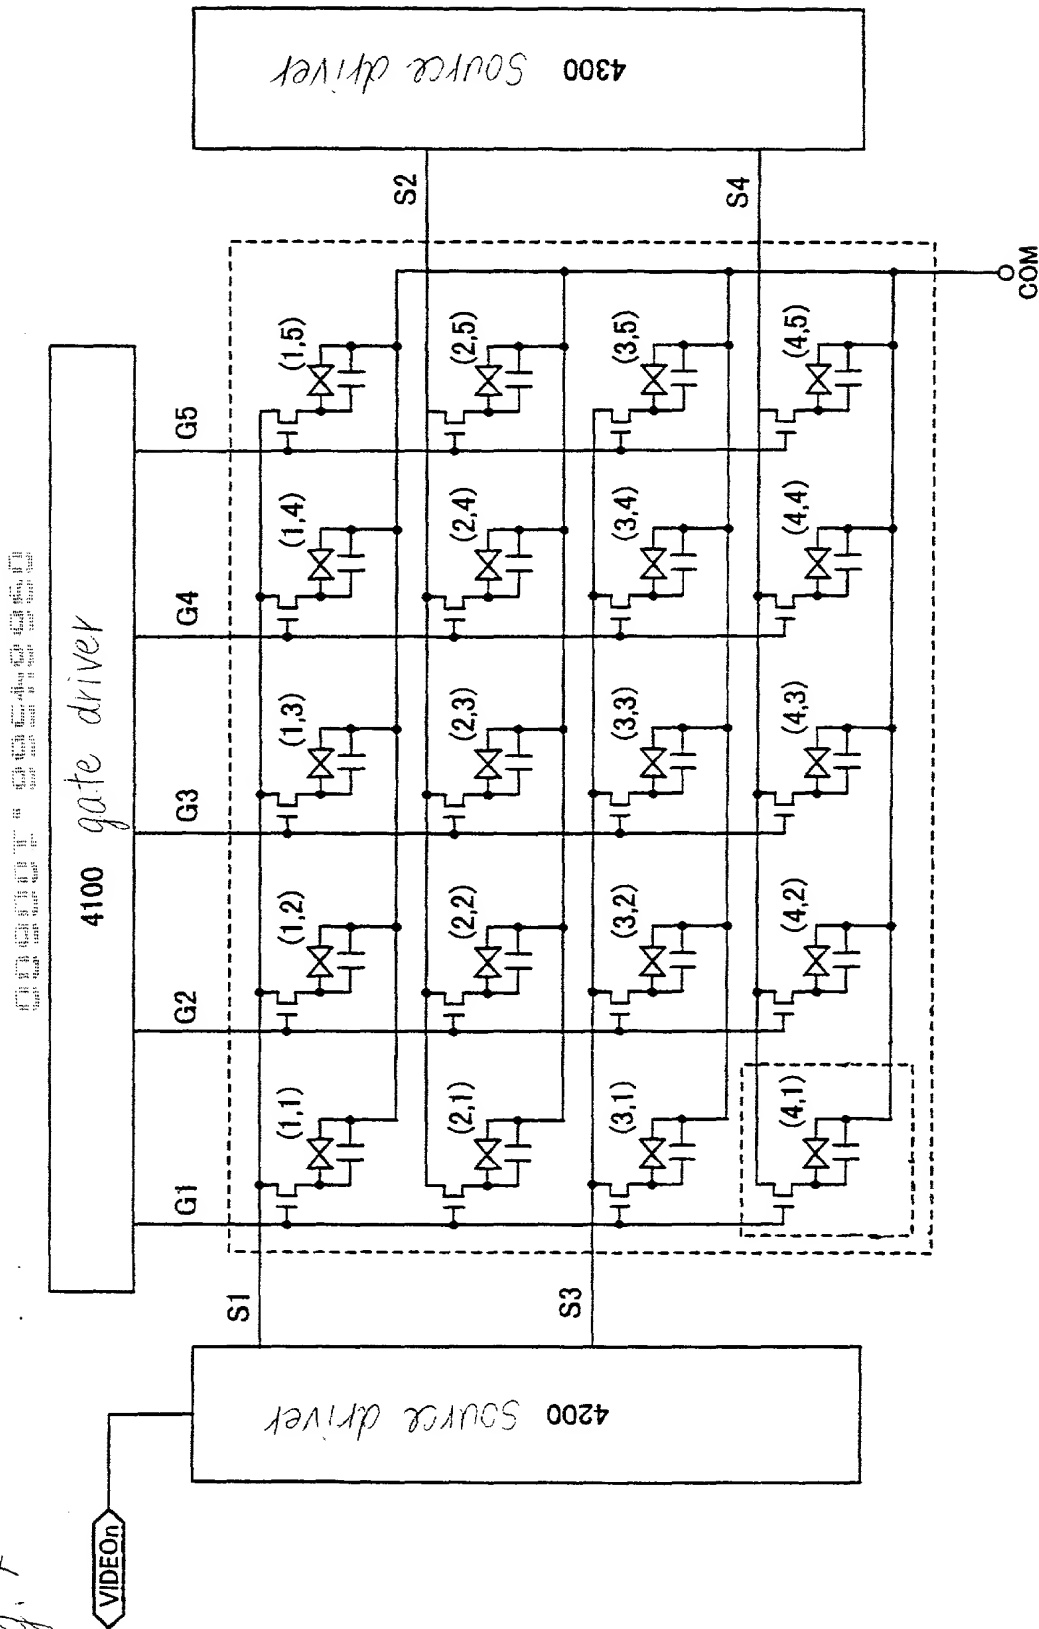 4100 gate driver
G1
G2
G3
G4
G5
VIDEOn
4200 Source driver
4300 Source driver
S1
S2
S3
S4
(1,1)
(1,2)
(1,3)
(1,4)
(1,5)
(2,1)
(2,2)
(2,3)
(2,4)
(2,5)
(3,1)
(3,2)
(3,3)
(3,4)
(3,5)
(4,1)
(4,2)
(4,3)
(4,4)
(4,5)
COM